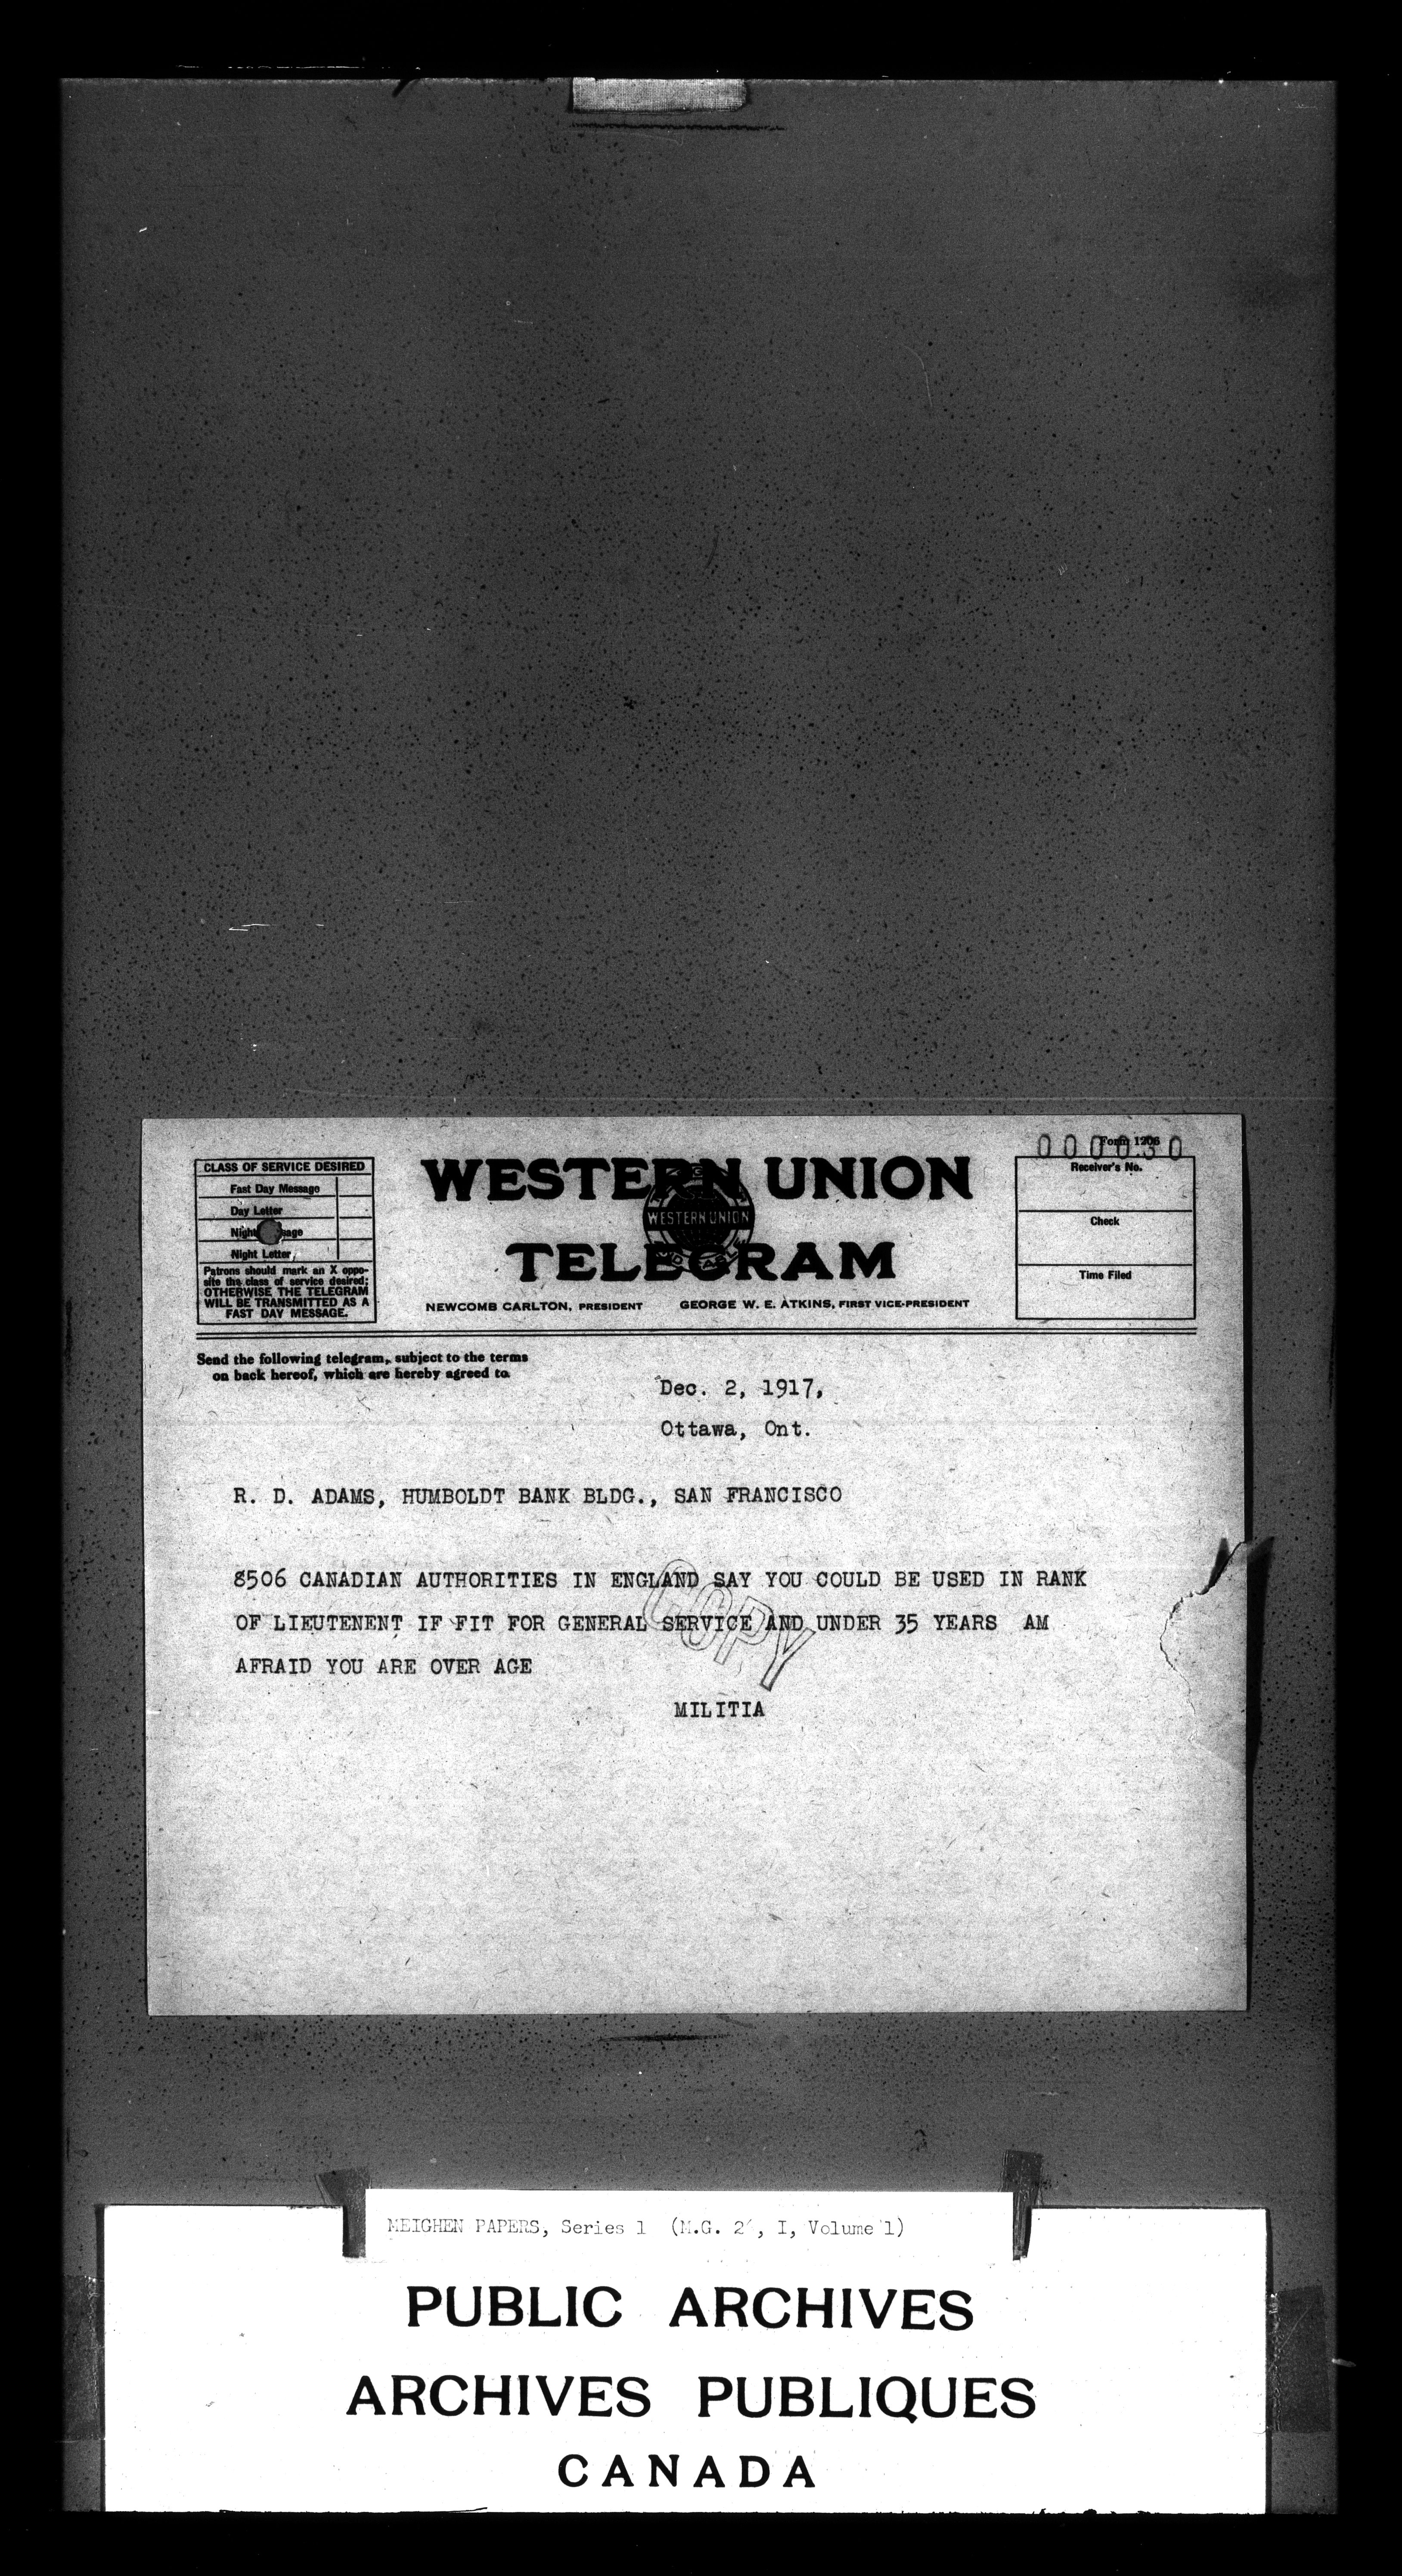 Form 1206
000030
CLASS OF SERVICE DESIRED
Fast Day Message
Day Letter
Night sage
Night Letter
Patrons should mark an X oppo-
site the class of service desired;
OTHERWISE THE TELEGRAM
WILL BE TRANSMITTED AS A
FAST DAY MESSAGE.
WESTERN UNION
WESTERN UNION
TELEGRAM
NEWCOMB CARLTON, PRESIDENT GEORGE W. E. ATKINS, FIRST VICE-PRESIDENT
Receiver's No.
Check
Time Filed
Send the following telegram, subject to the terms
on back hereof, which are hereby agreed to
Dec. 2, 1917,
Ottawa, Ont.
R. D. ADAMS, HUMBOLDT BANK BLDG., SAN FRANCISCO
8506 CANADIAN AUTHORITIES IN ENGLAND SAY YOU COULD BE USED IN RANK
OF LIEUTENENT IF FIT FOR GENERAL SERVICE AND UNDER 35 YEARS AM
AFRAID YOU ARE OVER AGE
COPY
MILITIA
MEIGHEN PAPERS, Series 1 (M.G. 2 , I, Volume 1)
PUBLIC ARCHIVES
ARCHIVES PUBLIQUES
CANADA